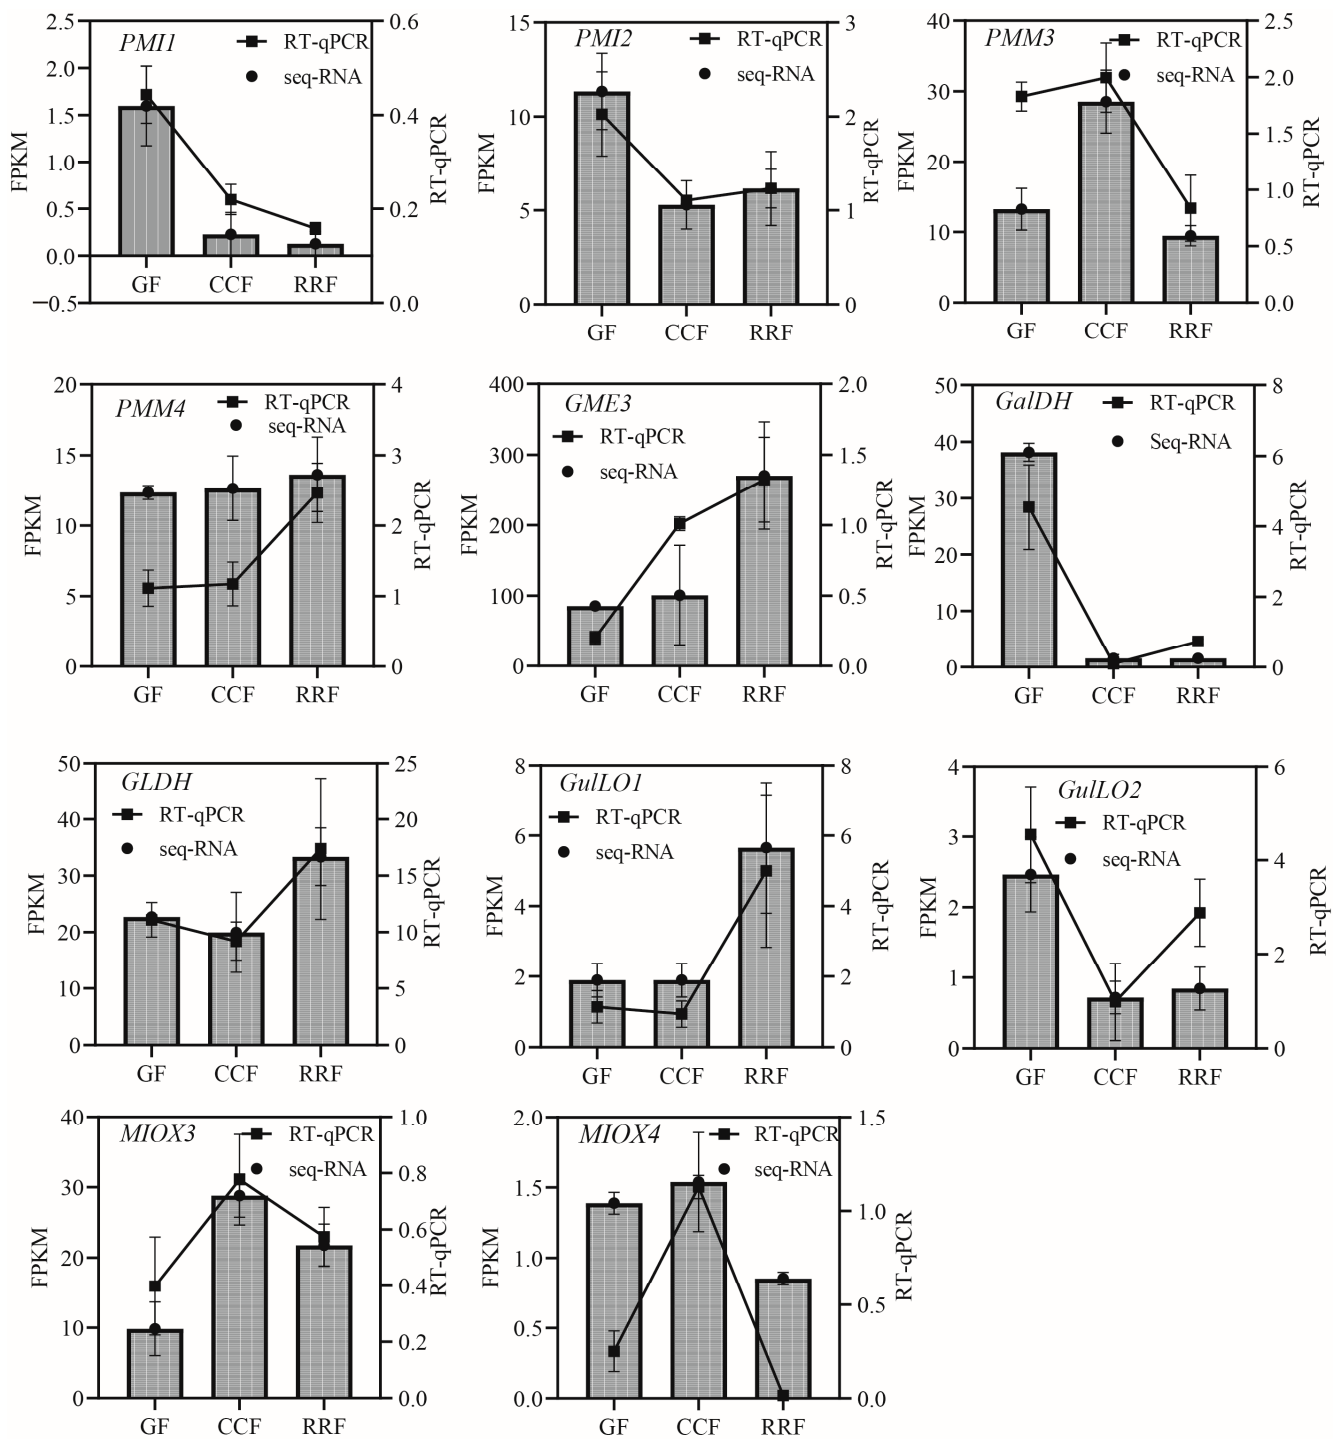 PMI1
RT-qPCR
seq-RNA
2.5
2.0
1.5
1.0
0.5
0.0
−0.5
FPKM
0.6
0.4
0.2
0.0
RT-qPCR
GF CCF RRF
PMI2
RT-qPCR
seq-RNA
15
10
5
0
FPKM
3
2
1
0
RT-qPCR
GF CCF RRF
PMM3
RT-qPCR
seq-RNA
40
30
20
10
0
FPKM
2.5
2.0
1.5
1.0
0.5
0.0
RT-qPCR
GF CCF RRF
PMM4
RT-qPCR
seq-RNA
20
15
10
5
0
FPKM
4
3
2
1
0
RT-qPCR
GF CCF RRF
GME3
RT-qPCR
seq-RNA
400
300
200
100
0
FPKM
2.0
1.5
1.0
0.5
0.0
RT-qPCR
GF CCF RRF
GalDH
RT-qPCR
Seq-RNA
50
40
30
20
10
0
FPKM
8
6
4
2
0
RT-qPCR
GF CCF RRF
GLDH
RT-qPCR
seq-RNA
50
40
30
20
10
0
FPKM
25
20
15
10
5
0
RT-qPCR
GF CCF RRF
GulLO1
RT-qPCR
seq-RNA
8
6
4
2
0
FPKM
8
6
4
2
0
RT-qPCR
GF CCF RRF
GulLO2
RT-qPCR
seq-RNA
4
3
2
1
0
FPKM
6
4
2
0
RT-qPCR
GF CCF RRF
MIOX3
RT-qPCR
seq-RNA
40
30
20
10
0
FPKM
1.0
0.8
0.6
0.4
0.2
0.0
RT-qPCR
GF CCF RRF
MIOX4
RT-qPCR
seq-RNA
2.0
1.5
1.0
0.5
0.0
FPKM
1.5
1.0
0.5
0.0
RT-qPCR
GF CCF RRF